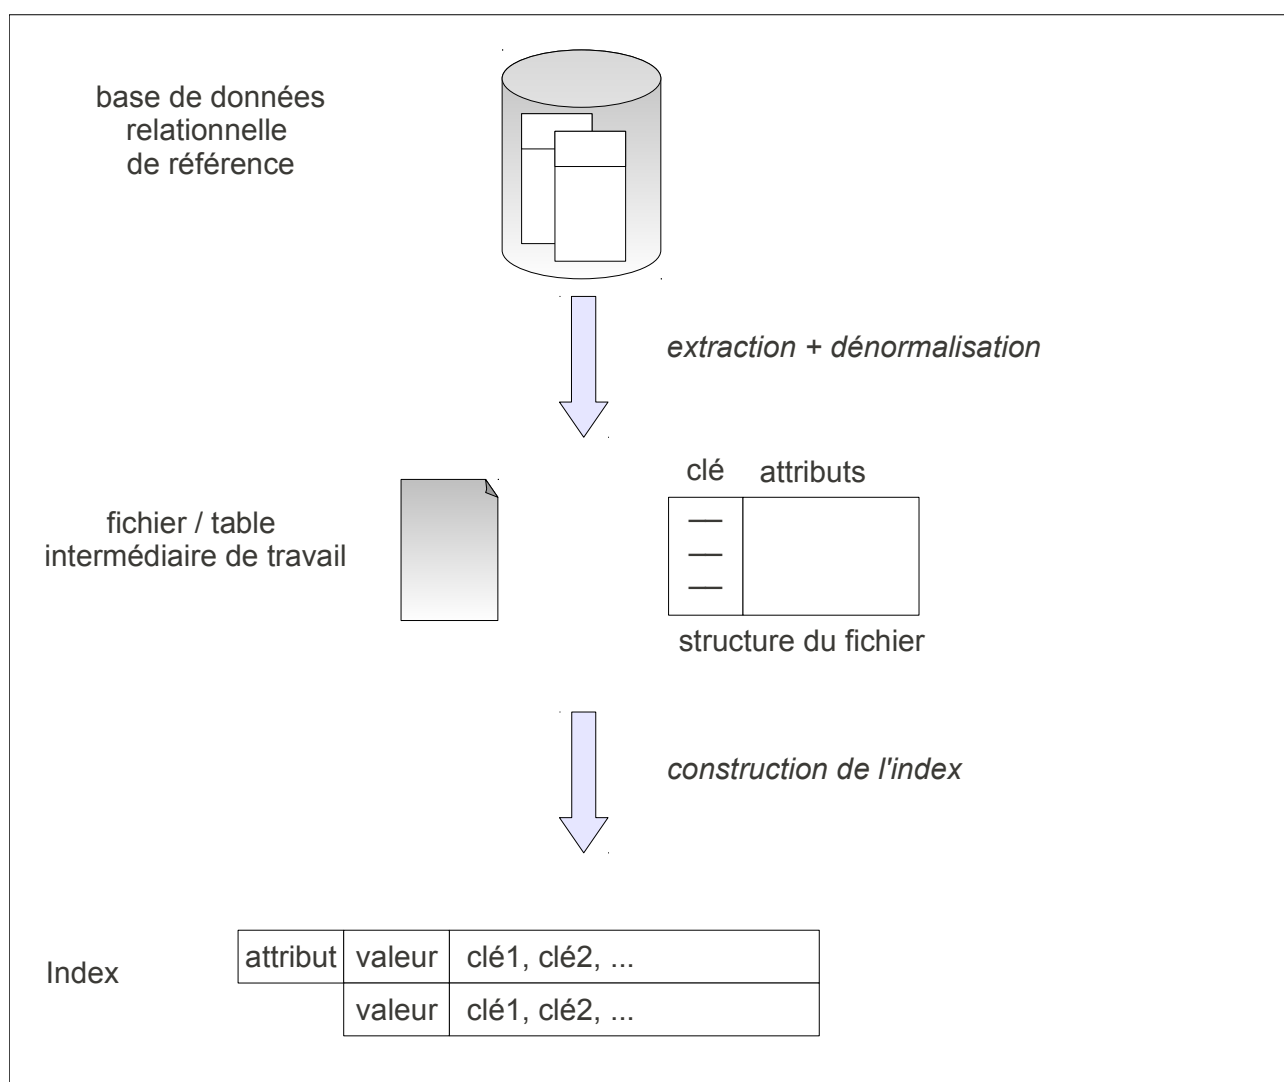 base de données
relationnelle
de référence
extraction + dénormalisation
clé attributs
fichier / table
intermédiaire de travail
structure du fichier
construction de l'index
Index
attribut valeur clé1, clé2, ...
valeur clé1, clé2, ...